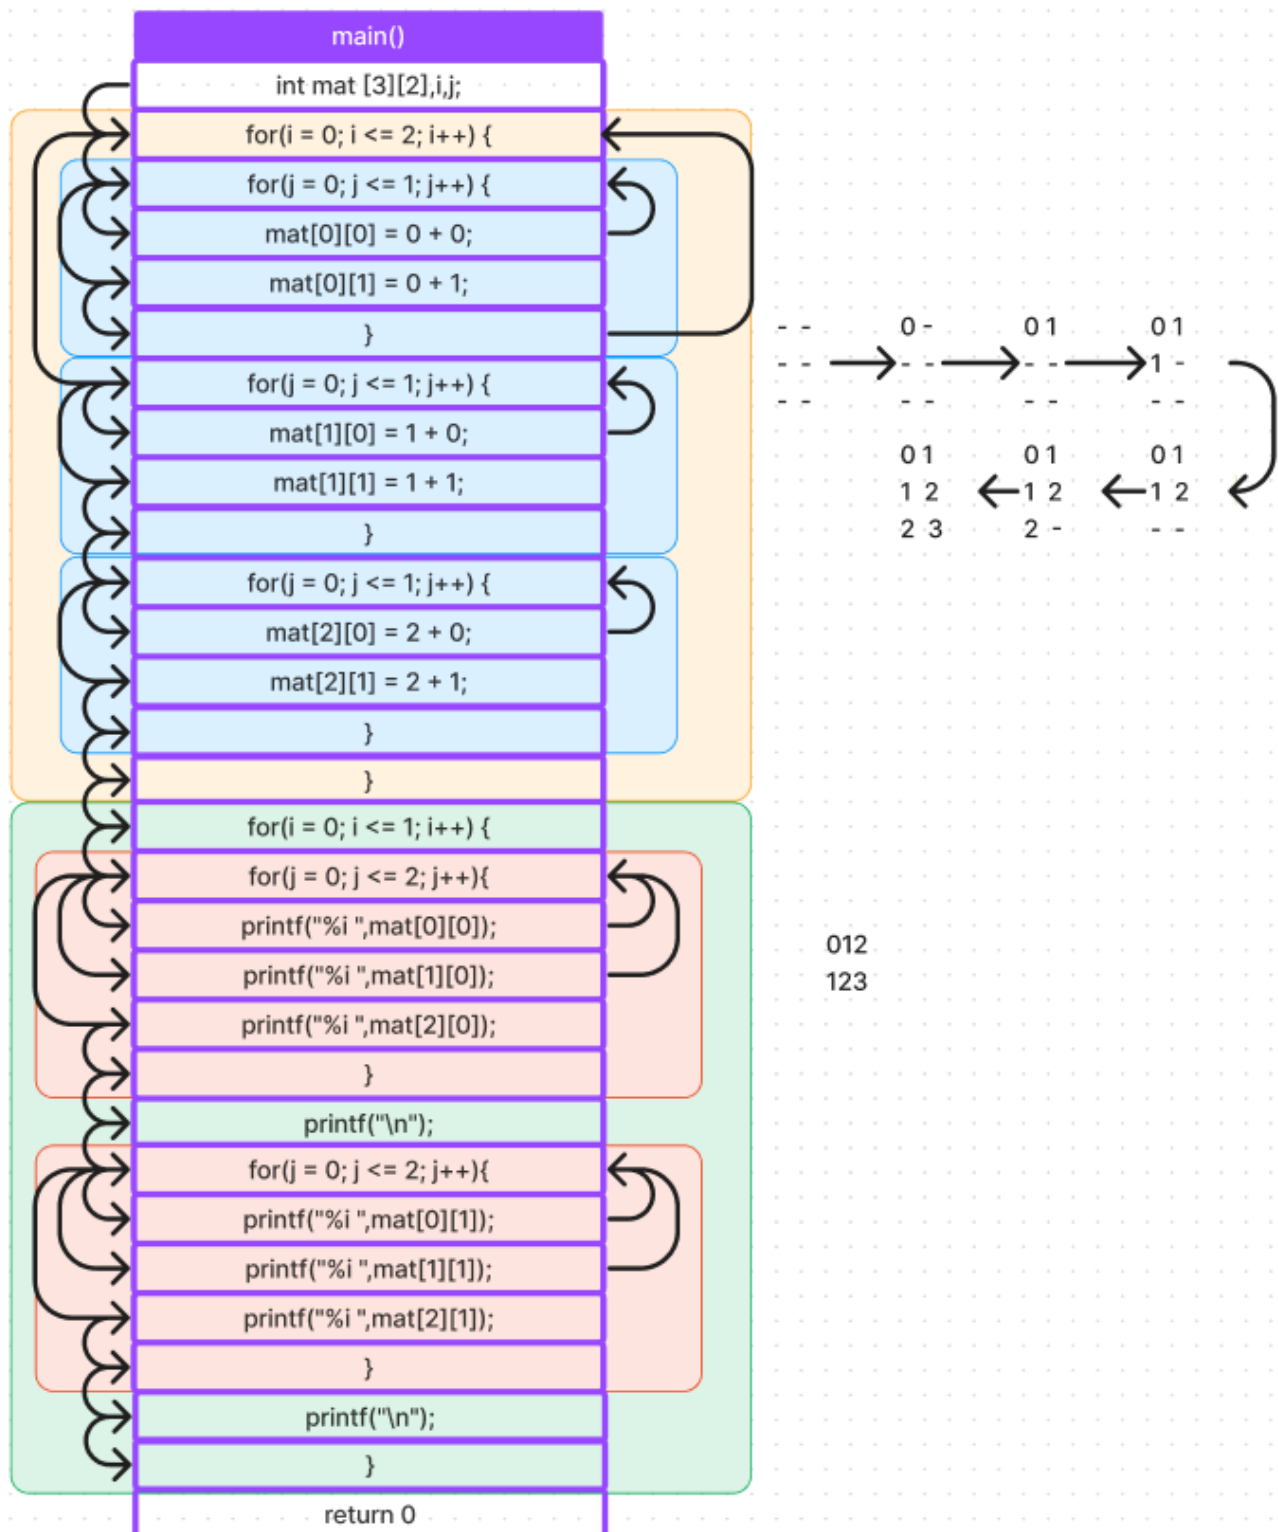 main()
int mat [3][2],i,j;
for(i = 0; i <= 2; i++) {
for(j = 0; j <= 1; j++) {
mat[0][0] = 0 + 0;
mat[0][1] = 0 + 1;
}
for(j = 0; j <= 1; j++) {
mat[1][0] = 1 + 0;
mat[1][1] = 1 + 1;
}
for(j = 0; j <= 1; j++) {
mat[2][0] = 2 + 0;
mat[2][1] = 2 + 1;
}
}
for(i = 0; i <= 1; i++) {
for(j = 0; j <= 2; j++){
printf("%i ",mat[0][0]);
printf("%i ",mat[1][0]);
printf("%i ",mat[2][0]);
}
printf("\n");
for(j = 0; j <= 2; j++){
printf("%i ",mat[0][1]);
printf("%i ",mat[1][1]);
printf("%i ",mat[2][1]);
}
printf("\n");
}
return 0
- - 0 - 0 1 0 1
- - - - - - 1 -
- - - - - - - -
0 1 0 1 0 1
1 2 1 2 1 2
2 3 2 - - -
012
123